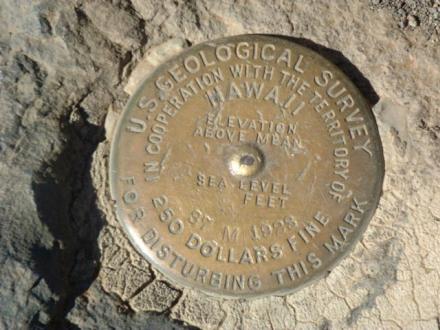 U.S. GEOLOGICAL SURVEY
IN COOPERATION WITH THE TERRITORY OF
HAWAII
ELEVATION
ABOVE MEAN
SEA LEVEL
FEET
M 1923
250 DOLLARS FINE
FOR DISTURBING THIS MARK